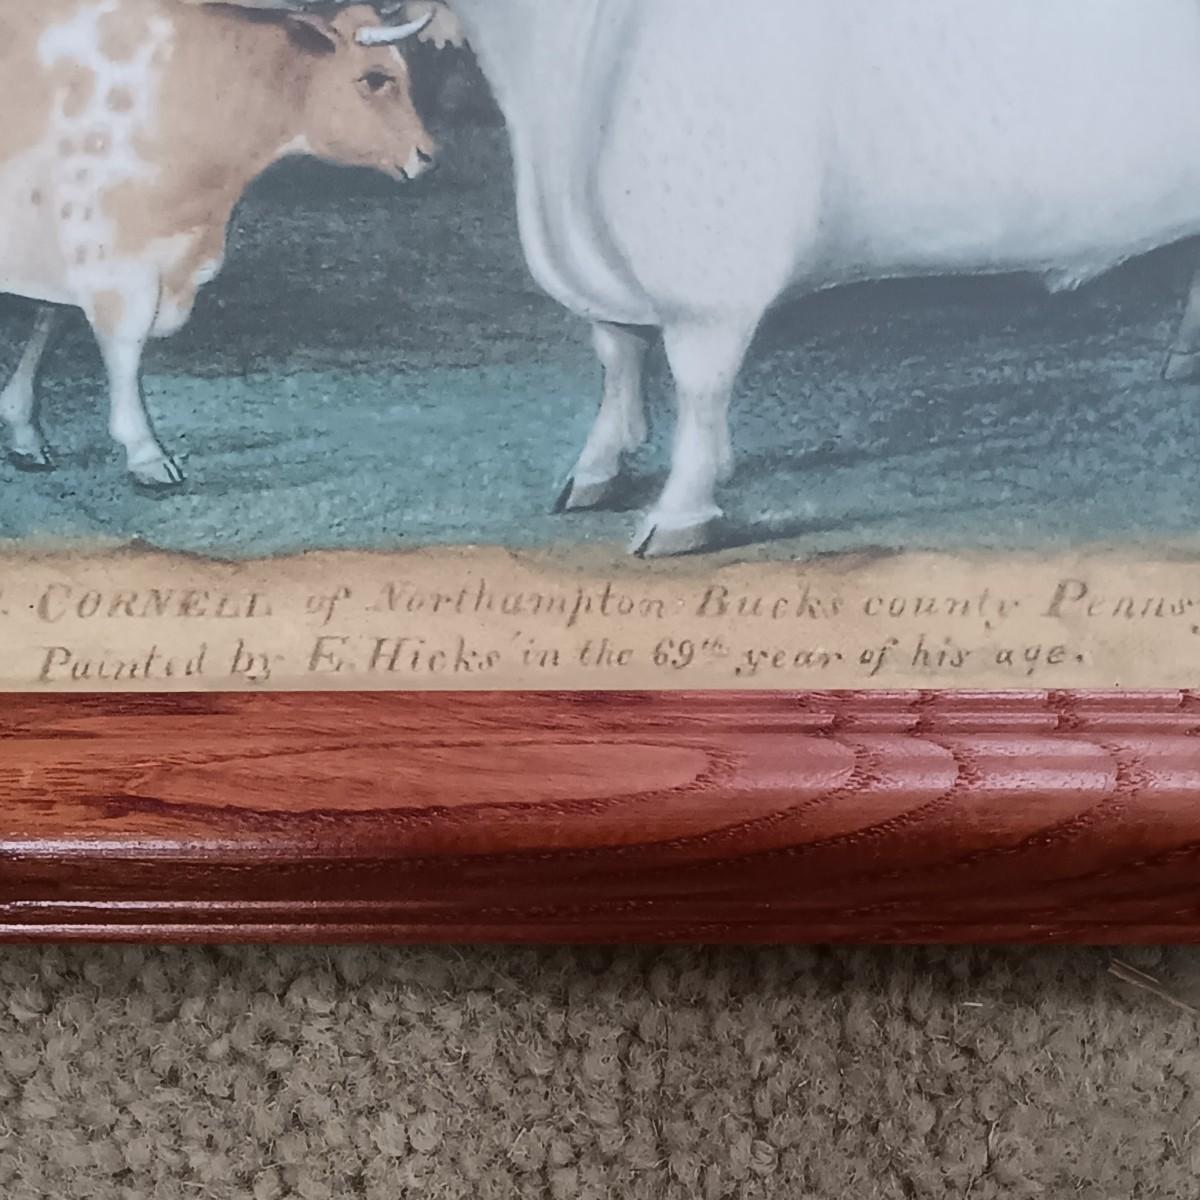 . CORNELL of Northampton Bucks county Penns
Painted by E. Hicks in the 69th year of his age.